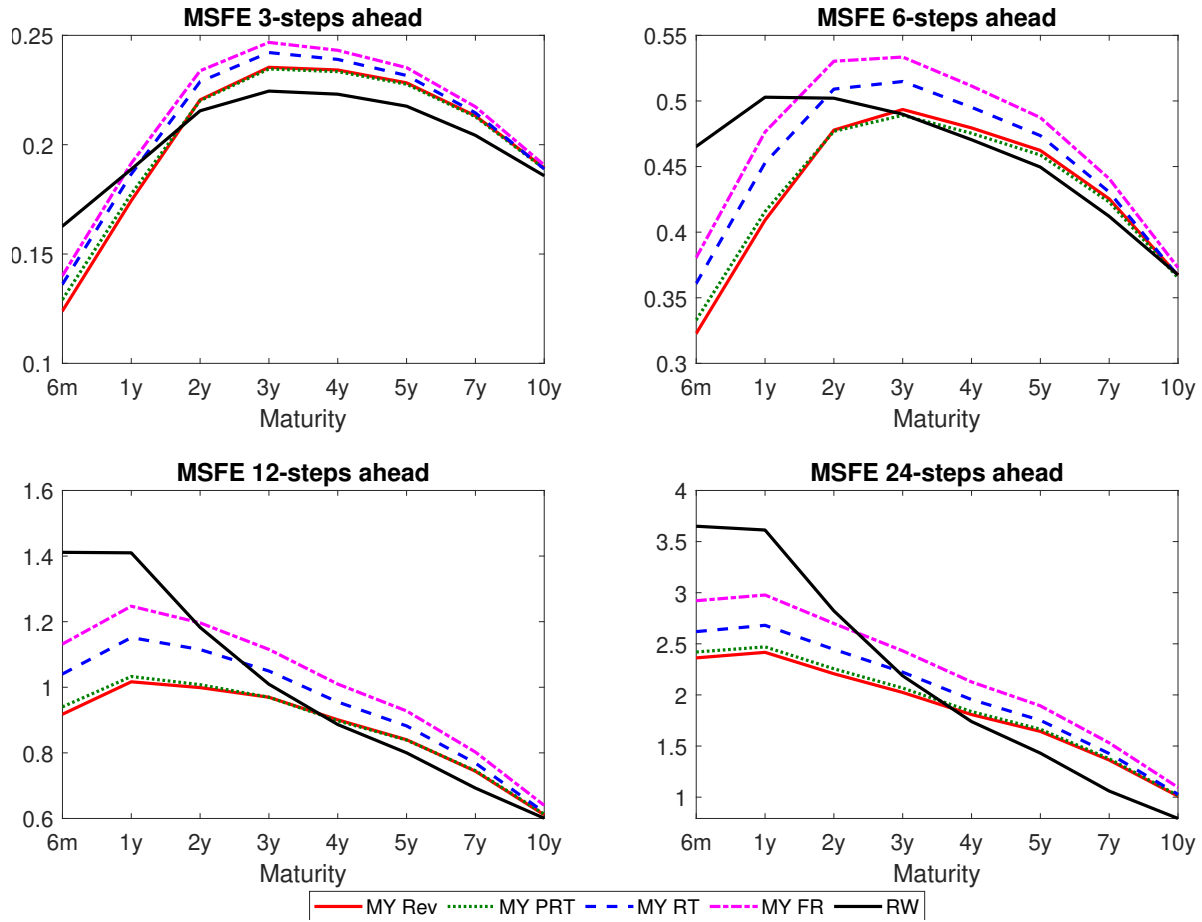 MSFE 3-steps ahead
0.25
0.2
0.15
0.1
6m 1y 2y 3y 4y 5y 7y 10y
Maturity
MSFE 6-steps ahead
0.55
0.5
0.45
0.4
0.35
0.3
6m 1y 2y 3y 4y 5y 7y 10y
Maturity
MSFE 12-steps ahead
1.6
1.4
1.2
1
0.8
0.6
6m 1y 2y 3y 4y 5y 7y 10y
Maturity
MSFE 24-steps ahead
4
3.5
3
2.5
2
1.5
1
6m 1y 2y 3y 4y 5y 7y 10y
Maturity
MY Rev MY PRT MY RT MY FR RW